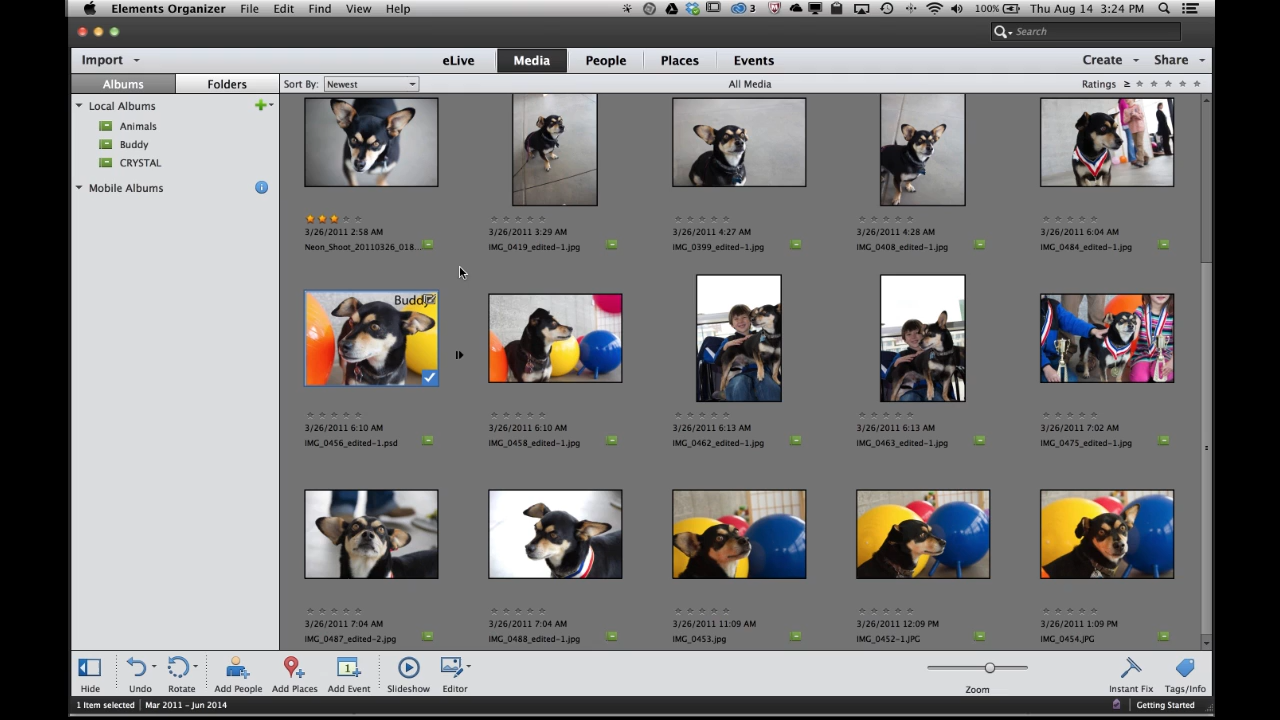 Elements Organizer File Edit Find View Help 3 100% Thu Aug 14 3:24 PM
Search
Import eLive Media People Places Events Create Share
Albums Folders Sort By: Newest All Media Ratings ≥
Local Albums
Animals
Buddy
CRYSTAL
Mobile Albums
3/26/2011 2:58 AM 3/26/2011 3:29 AM 3/26/2011 4:27 AM 3/26/2011 4:28 AM 3/26/2011 6:04 AM
Neon_Shoot_20110326_018... IMG_0419_edited-1.jpg IMG_0399_edited-1.jpg IMG_0408_edited-1.jpg IMG_0484_edited-1.jpg
Buddy
3/26/2011 6:10 AM 3/26/2011 6:10 AM 3/26/2011 6:13 AM 3/26/2011 6:13 AM 3/26/2011 7:02 AM
IMG_0456_edited-1.psd IMG_0458_edited-1.jpg IMG_0462_edited-1.jpg IMG_0463_edited-1.jpg IMG_0475_edited-1.jpg
3/26/2011 7:04 AM 3/26/2011 7:04 AM 3/26/2011 11:09 AM 3/26/2011 12:09 PM 3/26/2011 1:09 PM
IMG_0487_edited-2.jpg IMG_0488_edited-1.jpg IMG_0453.jpg IMG_0452-1.JPG IMG_0454.JPG
1
Hide Undo Rotate Add People Add Places Add Event Slideshow Editor Zoom Instant Fix Tags/Info
1 Item selected Mar 2011 - Jun 2014 Getting Started